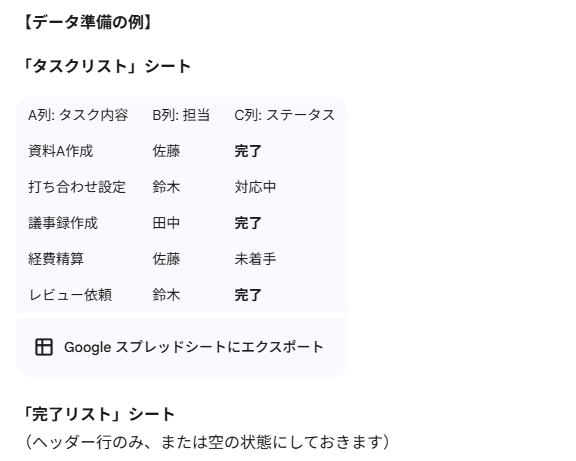 【データ準備の例】
「タスクリスト」シート
A列: タスク内容 B列: 担当 C列: ステータス
資料A作成 佐藤 完了
打ち合わせ設定 鈴木 対応中
議事録作成 田中 完了
経費精算 佐藤 未着手
レビュー依頼 鈴木 完了
Google スプレッドシートにエクスポート
「完了リスト」シート
（ヘッダー行のみ、または空の状態にしておきます）